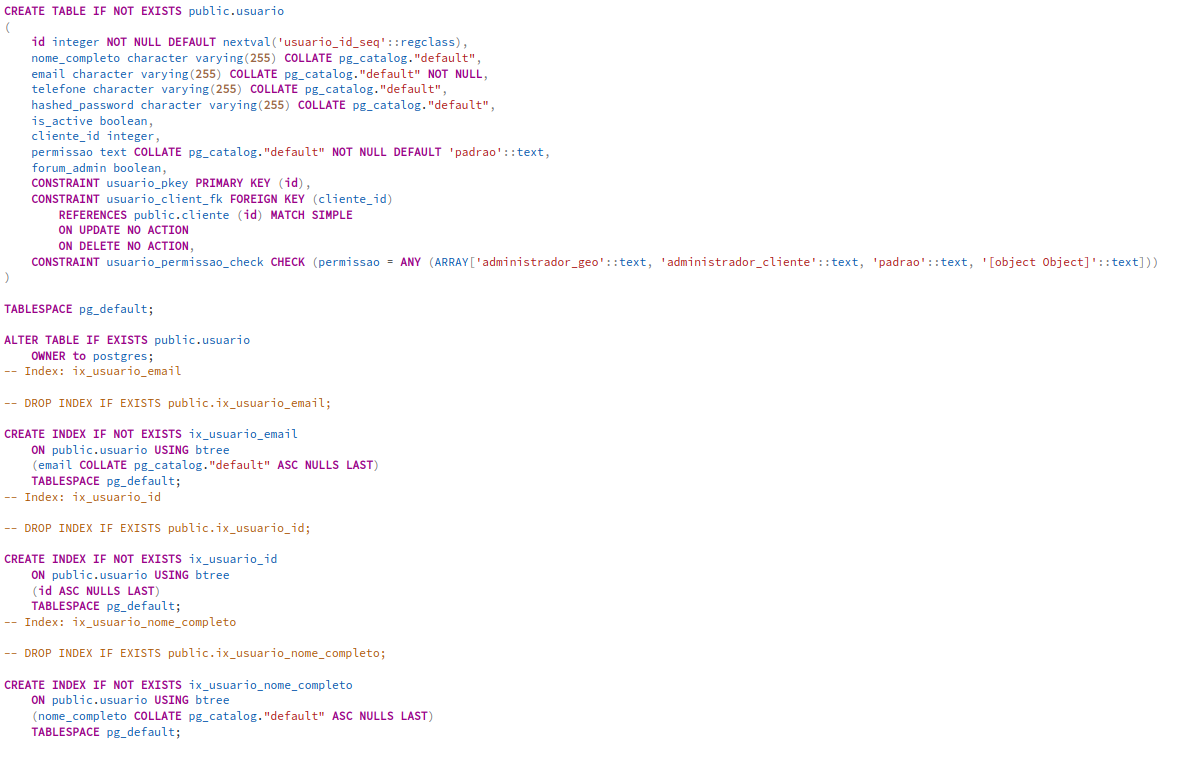 CREATE TABLE IF NOT EXISTS public.usuario
(
    id integer NOT NULL DEFAULT nextval('usuario_id_seq'::regclass),
    nome_completo character varying(255) COLLATE pg_catalog."default",
    email character varying(255) COLLATE pg_catalog."default" NOT NULL,
    telefone character varying(255) COLLATE pg_catalog."default",
    hashed_password character varying(255) COLLATE pg_catalog."default",
    is_active boolean,
    cliente_id integer,
    permissao text COLLATE pg_catalog."default" NOT NULL DEFAULT 'padrao'::text,
    forum_admin boolean,
    CONSTRAINT usuario_pkey PRIMARY KEY (id),
    CONSTRAINT usuario_client_fk FOREIGN KEY (cliente_id)
        REFERENCES public.cliente (id) MATCH SIMPLE
        ON UPDATE NO ACTION
        ON DELETE NO ACTION,
    CONSTRAINT usuario_permissao_check CHECK (permissao = ANY (ARRAY['administrador_geo'::text, 'administrador_cliente'::text, 'padrao'::text, '[object Object]'::text]))
)

TABLESPACE pg_default;

ALTER TABLE IF EXISTS public.usuario
    OWNER to postgres;
-- Index: ix_usuario_email

-- DROP INDEX IF EXISTS public.ix_usuario_email;

CREATE INDEX IF NOT EXISTS ix_usuario_email
    ON public.usuario USING btree
    (email COLLATE pg_catalog."default" ASC NULLS LAST)
    TABLESPACE pg_default;
-- Index: ix_usuario_id

-- DROP INDEX IF EXISTS public.ix_usuario_id;

CREATE INDEX IF NOT EXISTS ix_usuario_id
    ON public.usuario USING btree
    (id ASC NULLS LAST)
    TABLESPACE pg_default;
-- Index: ix_usuario_nome_completo

-- DROP INDEX IF EXISTS public.ix_usuario_nome_completo;

CREATE INDEX IF NOT EXISTS ix_usuario_nome_completo
    ON public.usuario USING btree
    (nome_completo COLLATE pg_catalog."default" ASC NULLS LAST)
    TABLESPACE pg_default;